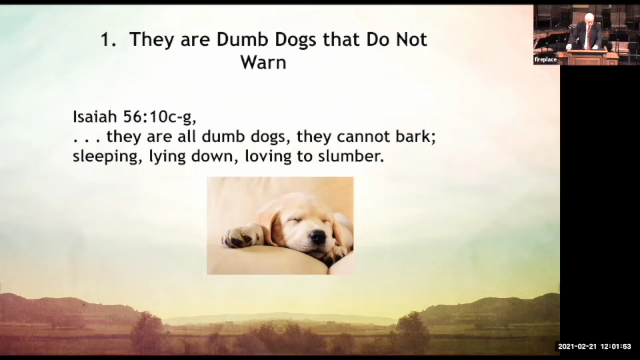 1. They are Dumb Dogs that Do Not
Warn
Isaiah 56:10c-g,
. . . they are all dumb dogs, they cannot bark;
sleeping, lying down, loving to slumber.
fireplace
2021-02-21 12:01:53